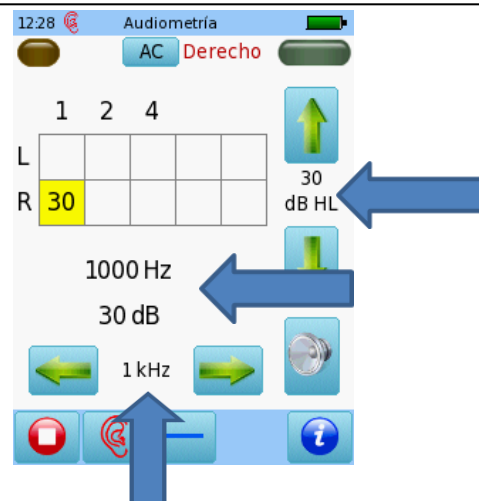 12:28 Audiometría
AC Derecho
1 2 4
L
30
dB HL
R 30
1000 Hz
30 dB
1 kHz
i